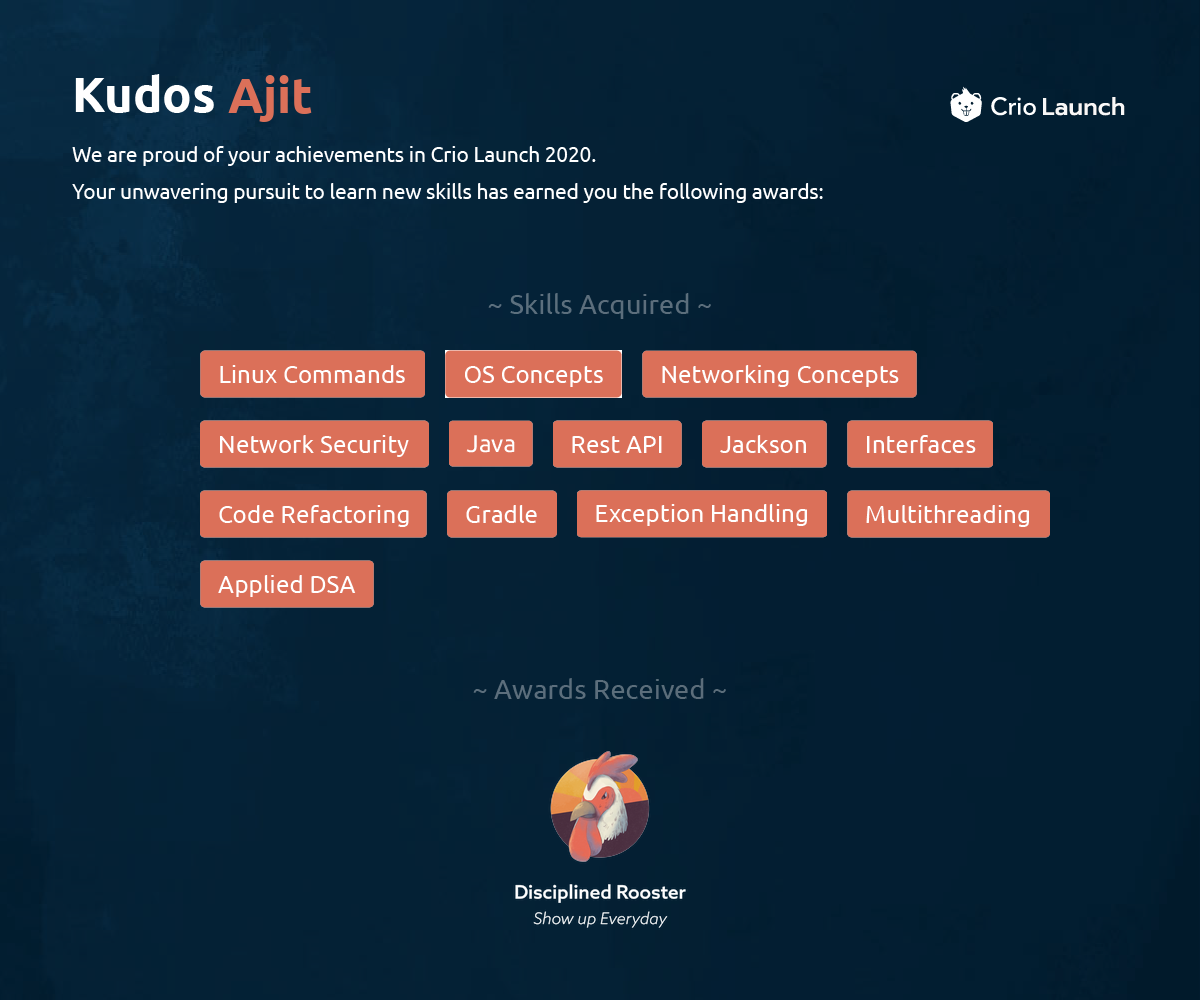 Kudos Ajit
Crio Launch
We are proud of your achievements in Crio Launch 2020.
Your unwavering pursuit to learn new skills has earned you the following awards:
~ Skills Acquired ~
Linux Commands OS Concepts Networking Concepts
Network Security Java Rest API Jackson Interfaces
Code Refactoring Gradle Exception Handling Multithreading
Applied DSA
~ Awards Received ~
Disciplined Rooster
Show up Everyday